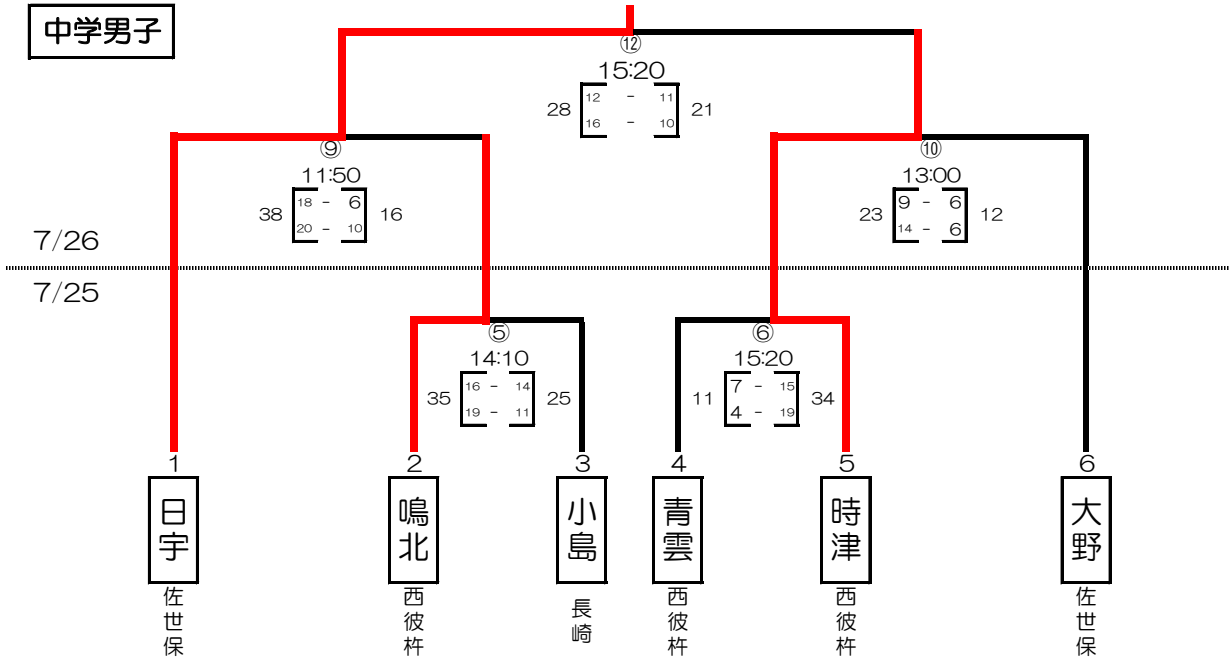 中学男子
⑫
15:20
28 12 - 11 21
16 - 10
⑨ ⑩
11:50 13:00
38 18 - 6 16 23 9 - 6 12
20 - 10 14 - 6
7/26
7/25
⑤ ⑥
14:10 15:20
35 16 - 14 25 11 7 - 15 34
19 - 11 4 - 19
1 2 3 4 5 6
日宇 鳴北 小島 青雲 時津 大野
佐世保 西彼杵 長崎 西彼杵 西彼杵 佐世保